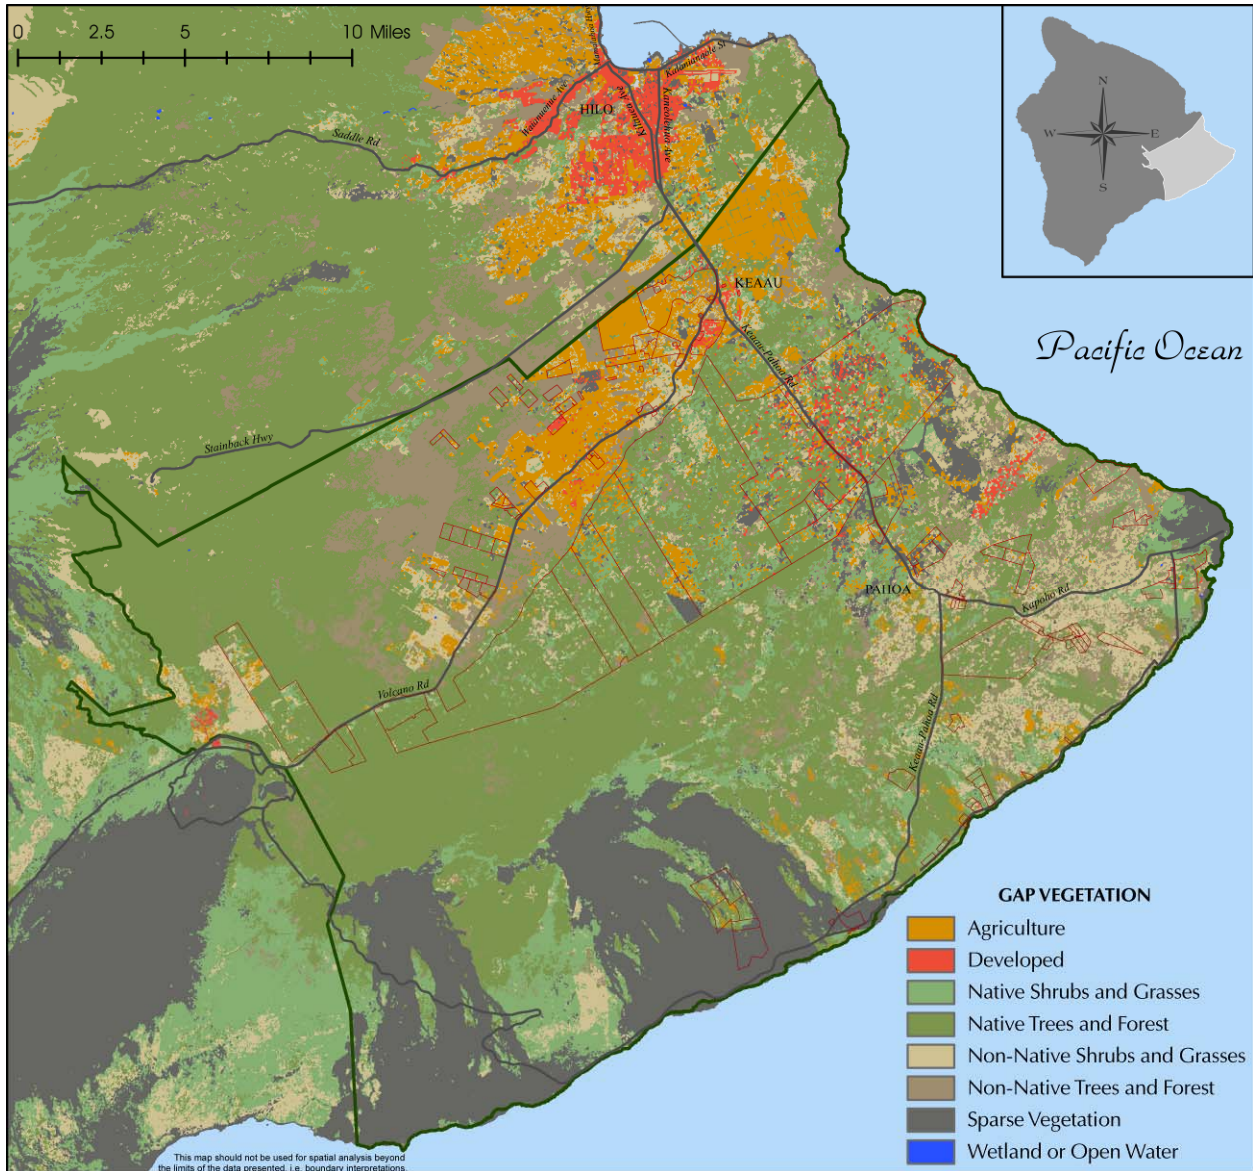 0 2.5 5 10 Miles
Kalanianaole St
Waianuenue Ave
HILO
Kilauea Ave
Kanoelehua Ave
Saddle Rd
N
W E
S
KEAAU
Pacific Ocean
Keaau-Pahoa Rd
Stainback Hwy
PAHOA
Kapoho Rd
Volcano Rd
Keaau-Pahoa Rd
GAP VEGETATION
Agriculture
Developed
Native Shrubs and Grasses
Native Trees and Forest
Non-Native Shrubs and Grasses
Non-Native Trees and Forest
Sparse Vegetation
Wetland or Open Water
This map should not be used for spatial analysis beyond
the limits of the data presented, i.e. boundary interpretations.